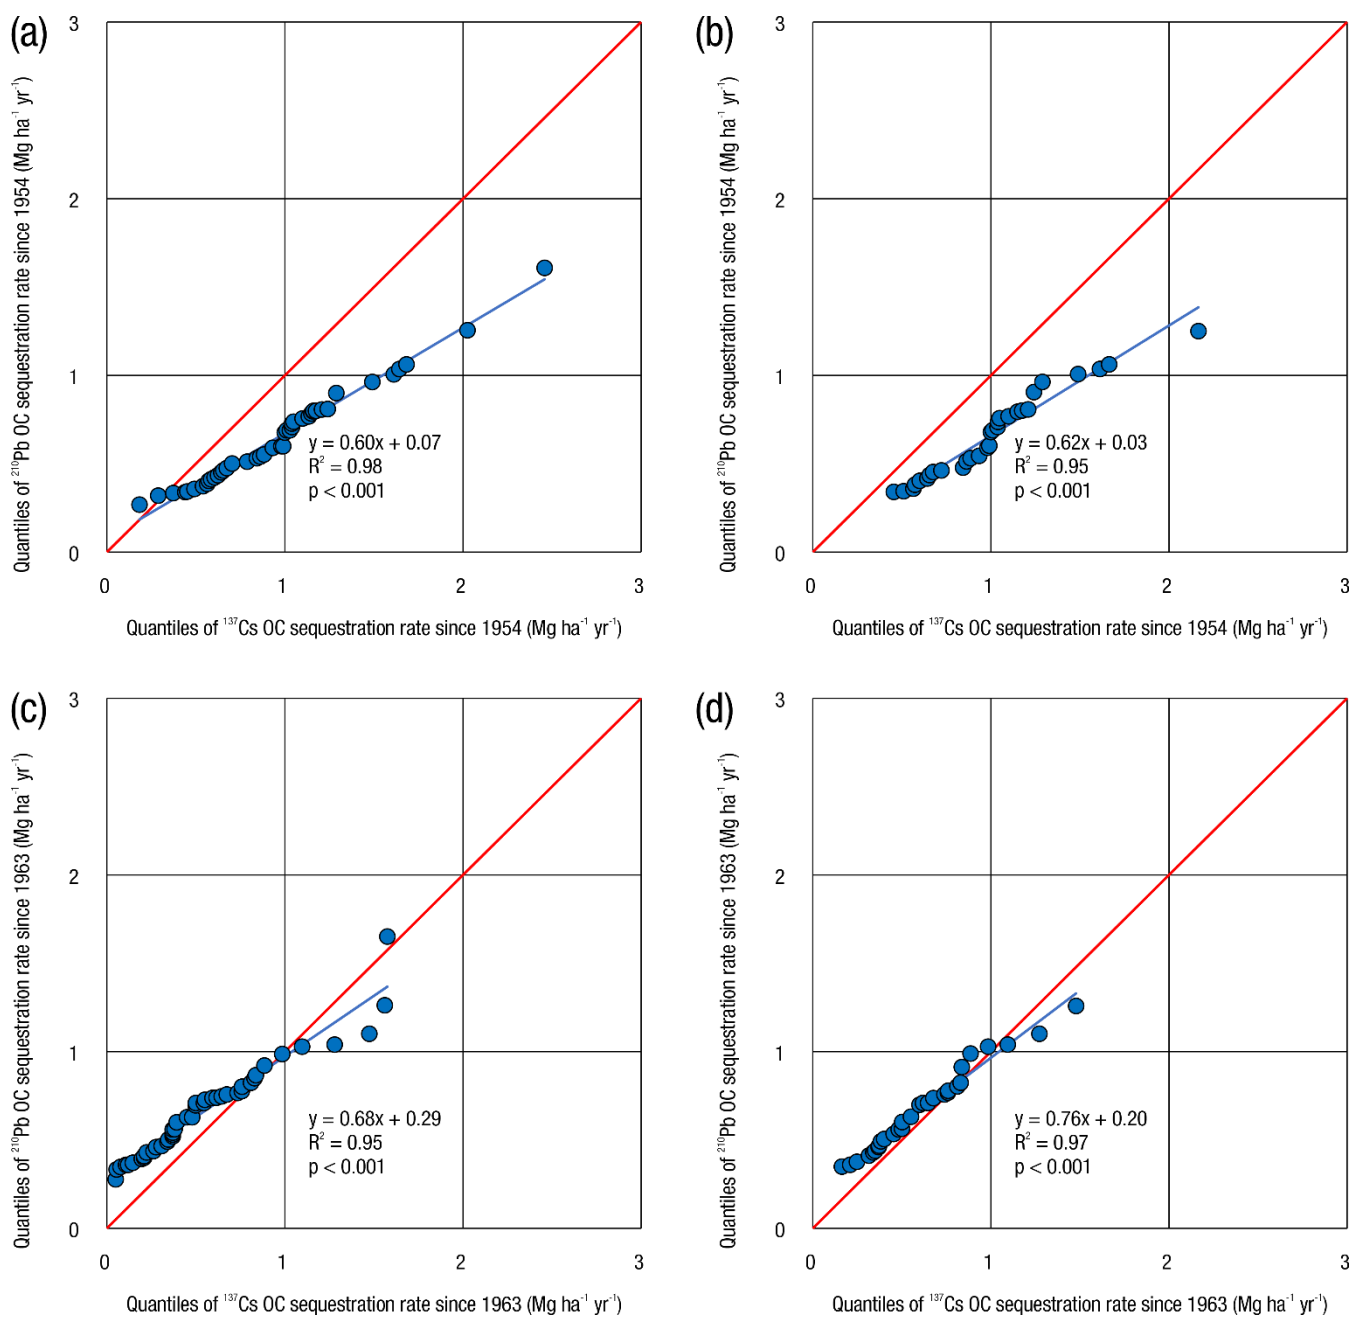 (a)
Quantiles of ²¹⁰Pb OC sequestration rate since 1954 (Mg ha⁻¹ yr⁻¹)
3
2
1
0
y = 0.60x + 0.07
R² = 0.98
p < 0.001
0 1 2 3
Quantiles of ¹³⁷Cs OC sequestration rate since 1954 (Mg ha⁻¹ yr⁻¹)
(b)
Quantiles of ²¹⁰Pb OC sequestration rate since 1954 (Mg ha⁻¹ yr⁻¹)
3
2
1
0
y = 0.62x + 0.03
R² = 0.95
p < 0.001
0 1 2 3
Quantiles of ¹³⁷Cs OC sequestration rate since 1954 (Mg ha⁻¹ yr⁻¹)
(c)
Quantiles of ²¹⁰Pb OC sequestration rate since 1963 (Mg ha⁻¹ yr⁻¹)
3
2
1
0
y = 0.68x + 0.29
R² = 0.95
p < 0.001
0 1 2 3
Quantiles of ¹³⁷Cs OC sequestration rate since 1963 (Mg ha⁻¹ yr⁻¹)
(d)
Quantiles of ²¹⁰Pb OC sequestration rate since 1963 (Mg ha⁻¹ yr⁻¹)
3
2
1
0
y = 0.76x + 0.20
R² = 0.97
p < 0.001
0 1 2 3
Quantiles of ¹³⁷Cs OC sequestration rate since 1963 (Mg ha⁻¹ yr⁻¹)